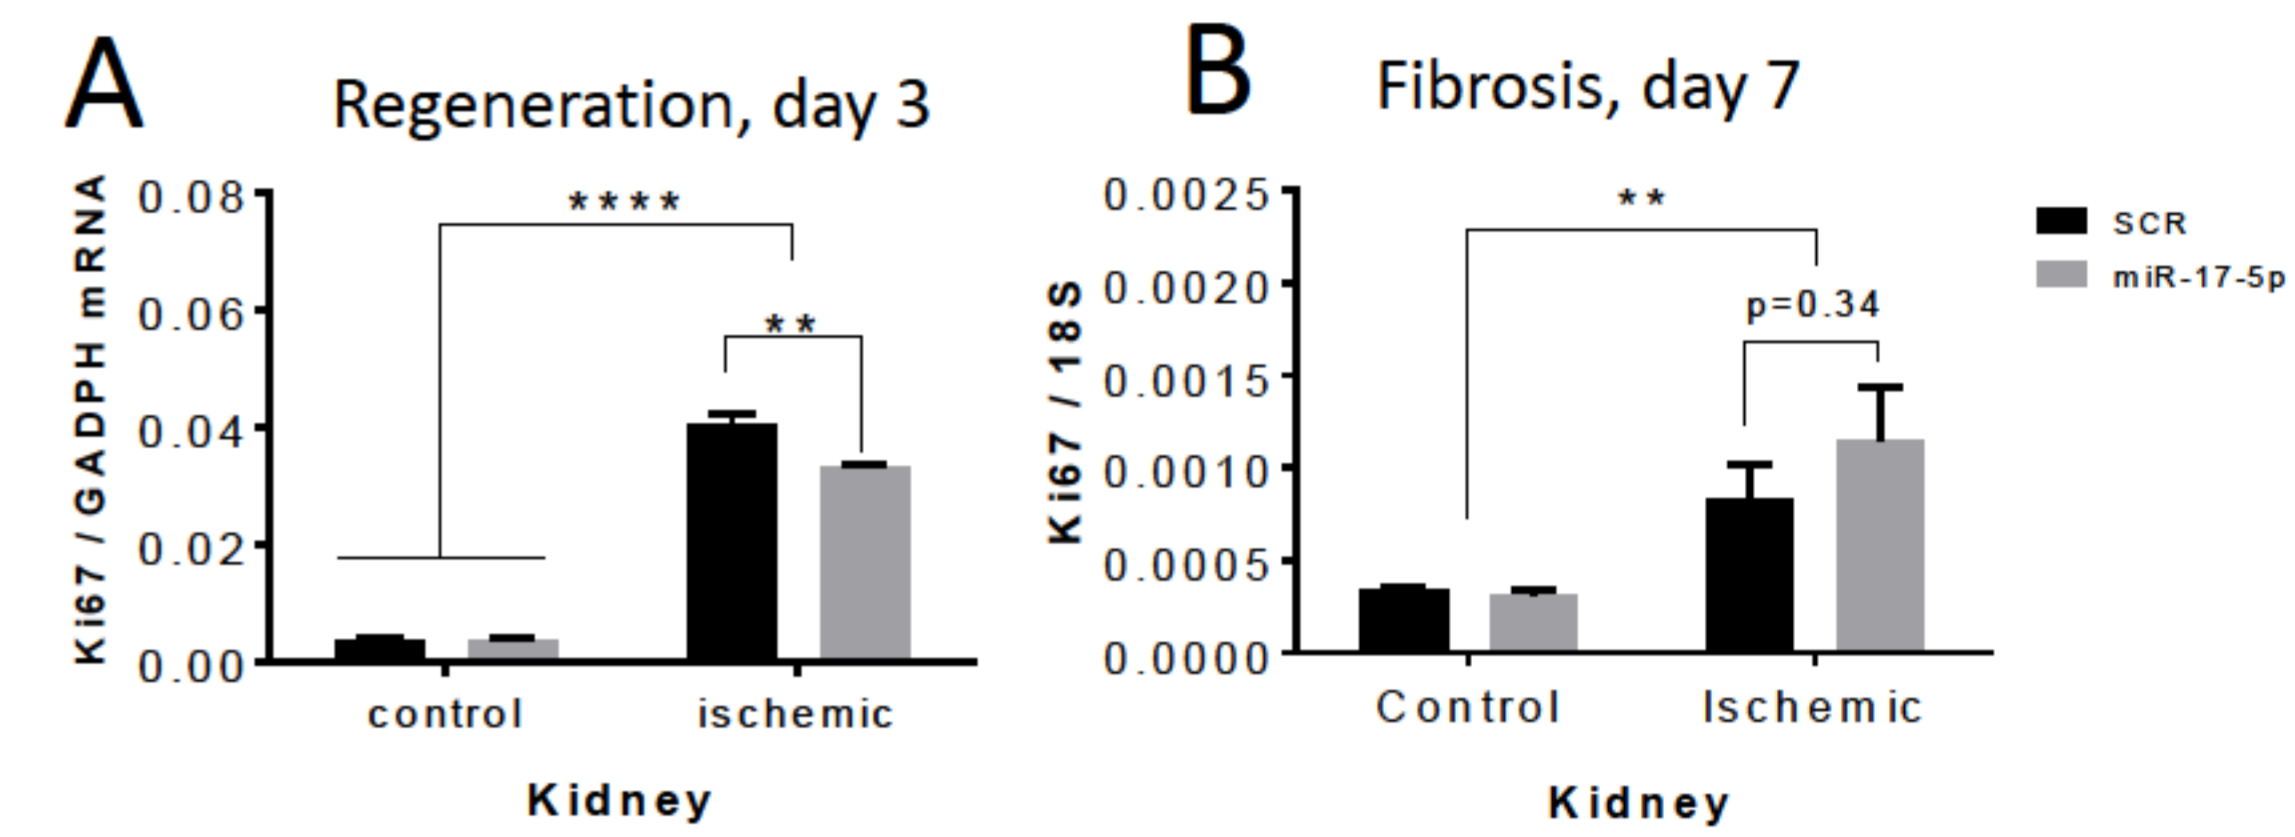 A
Regeneration, day 3
Ki67 / GADPH mRNA
0.08
0.06
0.04
0.02
0.00
****
**
control
ischemic
Kidney
B
Fibrosis, day 7
Ki67 / 18S
0.0025
0.0020
0.0015
0.0010
0.0005
0.0000
**
p=0.34
Control
Ischemic
Kidney
SCR
miR-17-5p